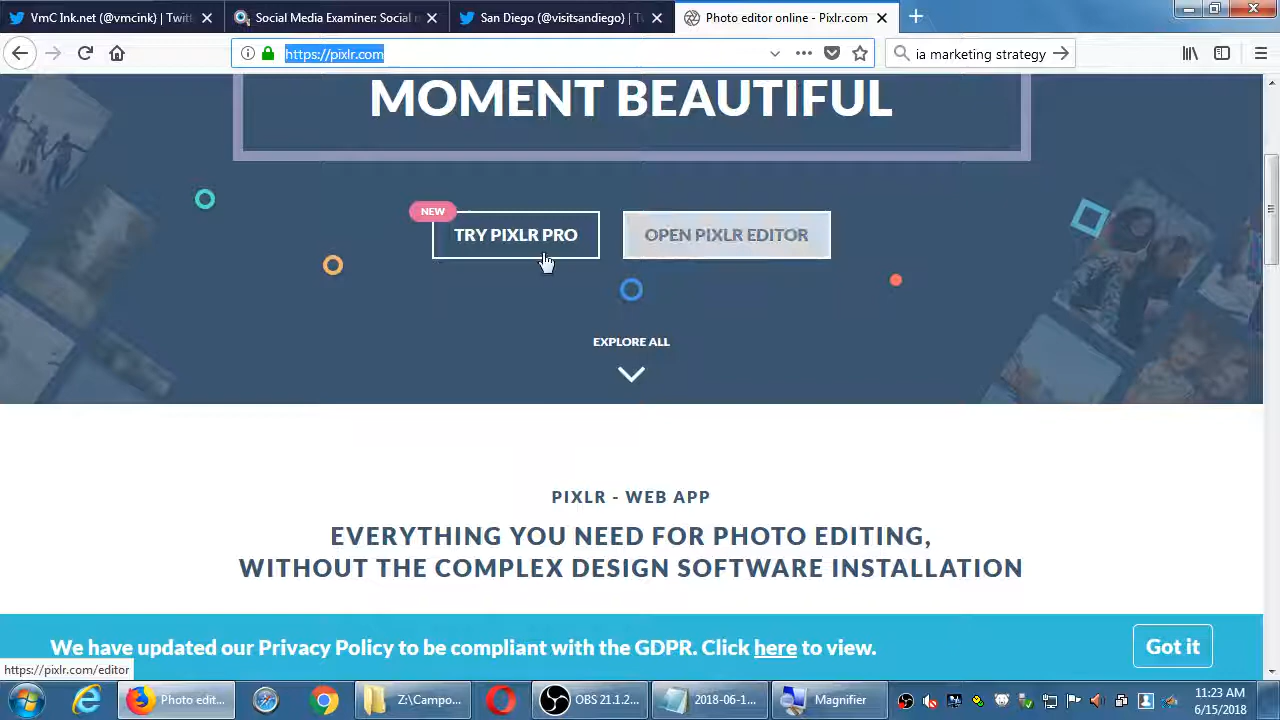 VmC Ink.net (@vmcink) | Twitt
Social Media Examiner: Social m
San Diego (@visitsandiego) | Tw
Photo editor online - Pixlr.com
https://pixlr.com
ia marketing strategy
MOMENT BEAUTIFUL
NEW
TRY PIXLR PRO
OPEN PIXLR EDITOR
EXPLORE ALL
PIXLR - WEB APP
EVERYTHING YOU NEED FOR PHOTO EDITING,
WITHOUT THE COMPLEX DESIGN SOFTWARE INSTALLATION
We have updated our Privacy Policy to be compliant with the GDPR. Click here to view.
Got it
https://pixlr.com/editor
Photo edit...
Z:\Campo...
OBS 21.1.2...
2018-06-1...
Magnifier
11:23 AM
6/15/2018